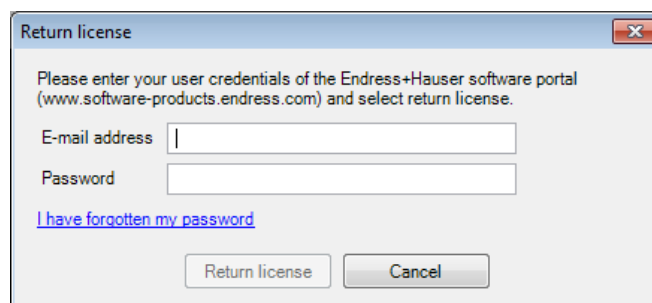 Return license
Please enter your user credentials of the Endress+Hauser software portal
(www.software-products.endress.com) and select return license.
E-mail address
Password
I have forgotten my password
Return license Cancel